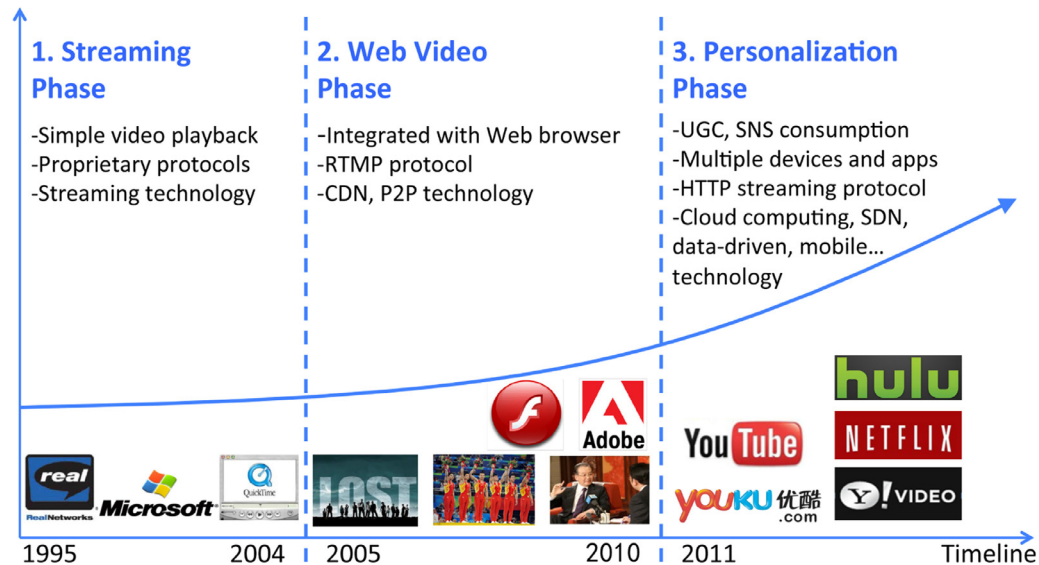 1. Streaming
Phase
-Simple video playback
-Proprietary protocols
-Streaming technology
2. Web Video
Phase
-Integrated with Web browser
-RTMP protocol
-CDN, P2P technology
3. Personalization
Phase
-UGC, SNS consumption
-Multiple devices and apps
-HTTP streaming protocol
-Cloud computing, SDN,
data-driven, mobile...
technology
real
RealNetworks
Microsoft
QuickTime
LOST
Adobe
YouTube
YOUKU 优酷
.com
hulu
NETFLIX
Y! VIDEO
1995
2004
2005
2010
2011
Timeline